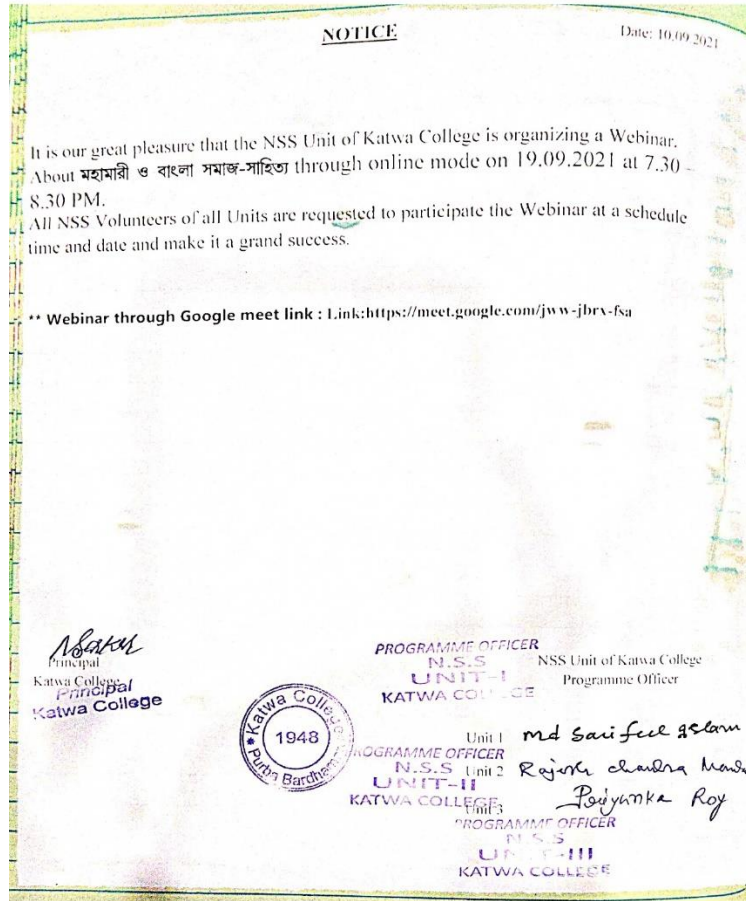 NOTICE
Date: 10.09.2021
It is our great pleasure that the NSS Unit of Katwa College is organizing a Webinar.
About মহামারী ও বাংলা সমাজ-সাহিত্য through online mode on 19.09.2021 at 7.30 -
8.30 PM.
All NSS Volunteers of all Units are requested to participate the Webinar at a schedule
time and date and make it a grand success.
** Webinar through Google meet link : Link:https://meet.google.com/jww-jbrx-fsa
Principal
Katwa College
Principal
Katwa College
Katwa College
1948
Purba Bardhaman
PROGRAMME OFFICER
N.S.S
UNIT-I
KATWA COLLEGE
NSS Unit of Katwa College
Programme Officer
Unit 1 Md Sariful Islam
PROGRAMME OFFICER
N.S.S
UNIT-II
KATWA COLLEGE
Unit 2 Rajesh Chandra
Unit 3 Priyanka Roy
PROGRAMME OFFICER
N.S.S
UNIT-III
KATWA COLLEGE